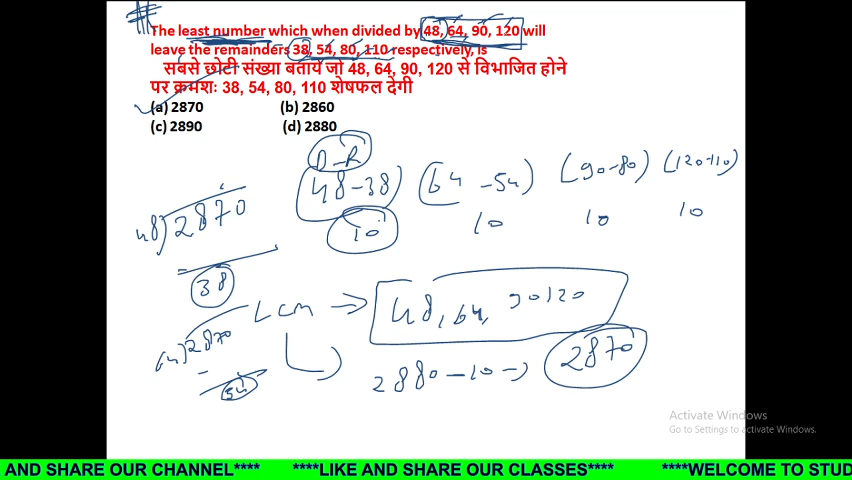 The least number which when divided by 48, 64, 90, 120 will
leave the remainders 38, 54, 80, 110 respectively, is
सबसे छोटी संख्या बतायें जो 48, 64, 90, 120 से विभाजित होने
पर क्रमशः 38, 54, 80, 110 शेषफल देगी
(a) 2870 (b) 2860
(c) 2890 (d) 2880
D-R
(48-38) (64-54) (90-80) (120-110)
10 10 10 10
48) 2870
38
LCM → 48, 64, 90 120
64) 2870
54
2880-10→ 2870
Activate Windows
Go to Settings to activate Windows.
AND SHARE OUR CHANNEL**** ****LIKE AND SHARE OUR CLASSES**** ****WELCOME TO STUD